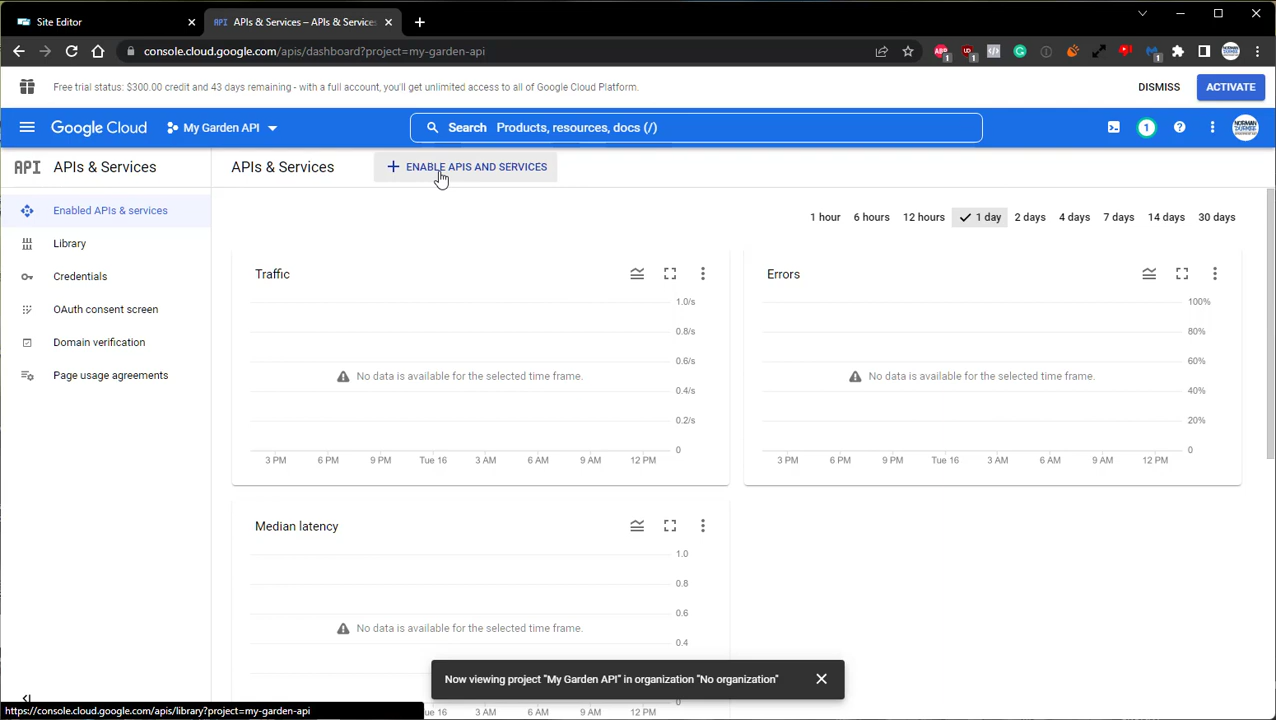 Site Editor
API APIs & Services – APIs & Services
console.cloud.google.com/apis/dashboard?project=my-garden-api
Free trial status: $300.00 credit and 43 days remaining - with a full account, you'll get unlimited access to all of Google Cloud Platform.
DISMISS
ACTIVATE
Google Cloud
My Garden API
Search Products, resources, docs (/)
1
API APIs & Services
APIs & Services
ENABLE APIS AND SERVICES
Enabled APIs & services
Library
Credentials
OAuth consent screen
Domain verification
Page usage agreements
1 hour 6 hours 12 hours 1 day 2 days 4 days 7 days 14 days 30 days
Traffic
1.0/s
0.8/s
0.6/s
No data is available for the selected time frame.
0.4/s
0.2/s
0
3 PM 6 PM 9 PM Tue 16 3 AM 6 AM 9 AM 12 PM
Errors
100%
80%
60%
No data is available for the selected time frame.
40%
20%
0
3 PM 6 PM 9 PM Tue 16 3 AM 6 AM 9 AM 12 PM
Median latency
1.0
0.8
0.6
No data is available for the selected time frame.
0.4
0
Tue 16 3 AM 6 AM 9 AM 12 PM
Now viewing project "My Garden API" in organization "No organization"
https://console.cloud.google.com/apis/library?project=my-garden-api